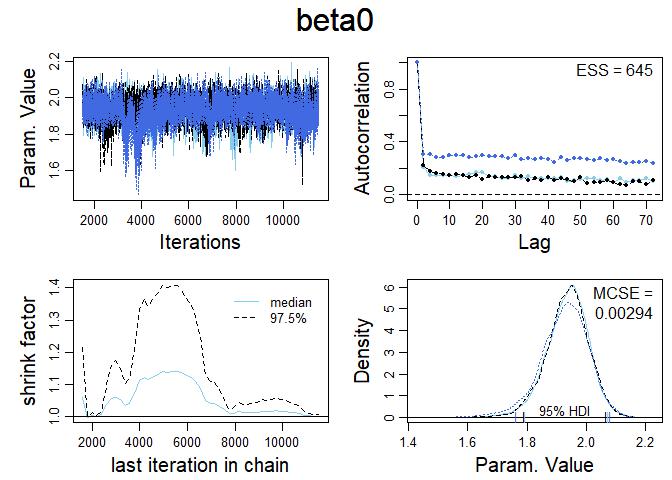 beta0
Param. Value
1.6 1.8 2.0 2.2
2000 4000 6000 8000 10000
Iterations
Autocorrelation
0.0 0.4 0.8
ESS = 645
0 10 20 30 40 50 60 70
Lag
shrink factor
1.0 1.1 1.2 1.3 1.4
median
97.5%
2000 4000 6000 8000 10000
last iteration in chain
Density
0 1 2 3 4 5 6
MCSE =
0.00294
95% HDI
1.4 1.6 1.8 2.0 2.2
Param. Value